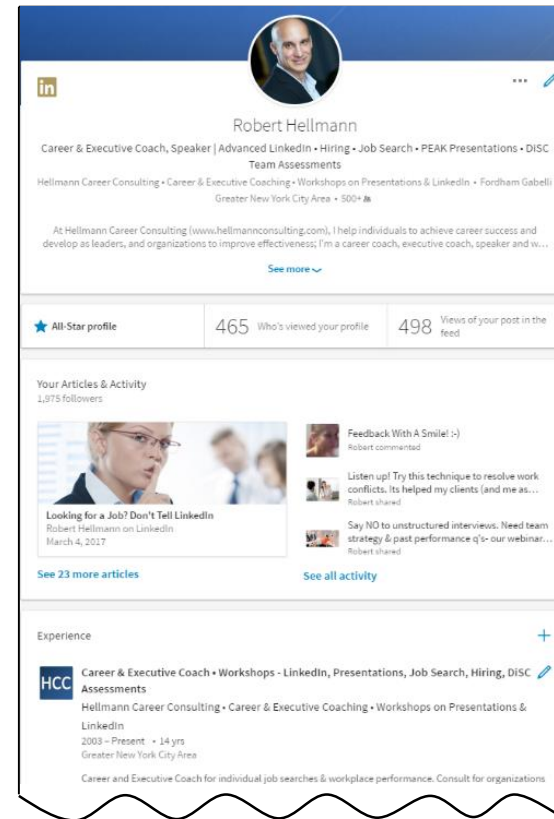 in
Robert Hellmann
Career & Executive Coach, Speaker | Advanced LinkedIn • Hiring • Job Search • PEAK Presentations • DiSC
Team Assessments
Hellmann Career Consulting • Career & Executive Coaching • Workshops on Presentations & LinkedIn • Fordham Gabelli
Greater New York City Area • 500+
At Hellmann Career Consulting (www.hellmannconsulting.com), I help individuals to achieve career success and
develop as leaders, and organizations to improve effectiveness; I'm a career coach, executive coach, speaker and w...
See more
All-Star profile
465 Who's viewed your profile
498 Views of your post in the
feed
Your Articles & Activity
1,975 followers
Looking for a Job? Don't Tell LinkedIn
Robert Hellmann on LinkedIn
March 4, 2017
See 23 more articles
Feedback With A Smile! :-)
Robert commented
Listen up! Try this technique to resolve work
conflicts. Its helped my clients (and me as...
Robert shared
Say NO to unstructured interviews. Need team
strategy & past performance q's- our webinar...
Robert shared
See all activity
Experience
HCC
Career & Executive Coach • Workshops - LinkedIn, Presentations, Job Search, Hiring, DiSC
Assessments
Hellmann Career Consulting • Career & Executive Coaching • Workshops on Presentations &
LinkedIn
2003 – Present • 14 yrs
Greater New York City Area
Career and Executive Coach for individual job searches & workplace performance. Consult for organizations